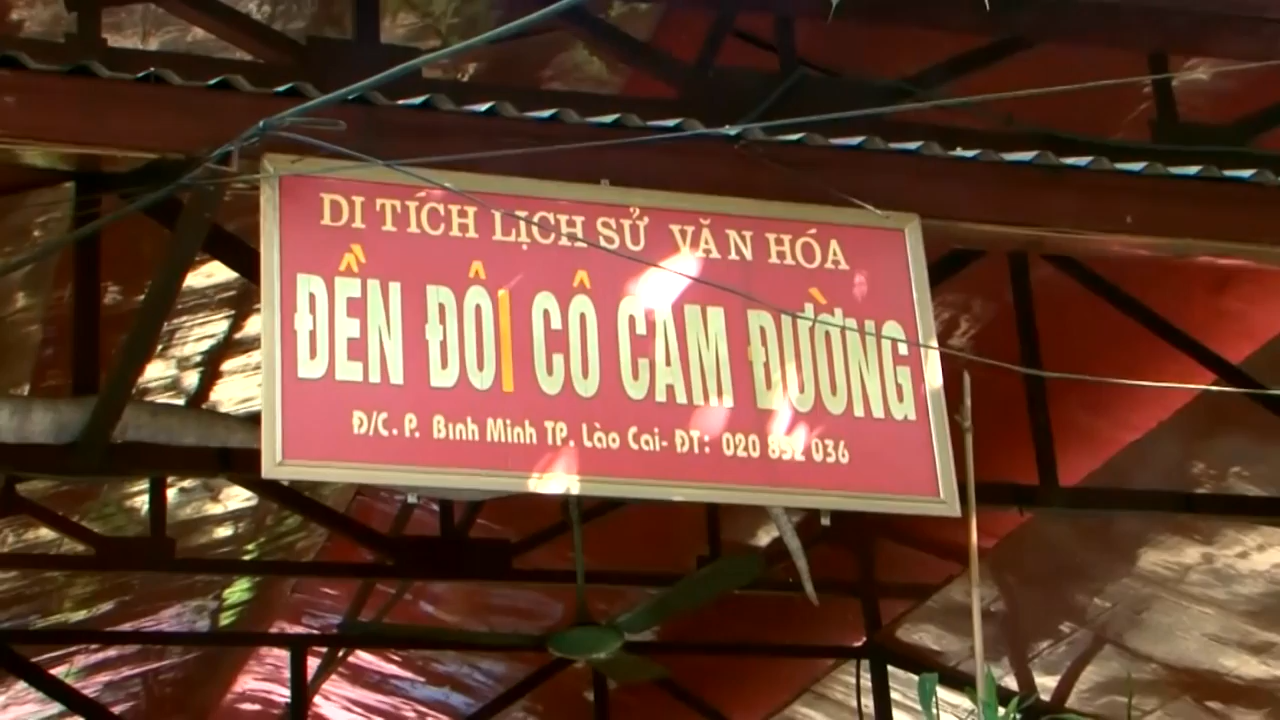 DI TÍCH LỊCH SỬ VĂN HÓA
ĐỀN ĐÔI CÔ CAM ĐƯỜNG
Đ/C. P. Bình Minh TP. Lào Cai- ĐT: 020 852 036